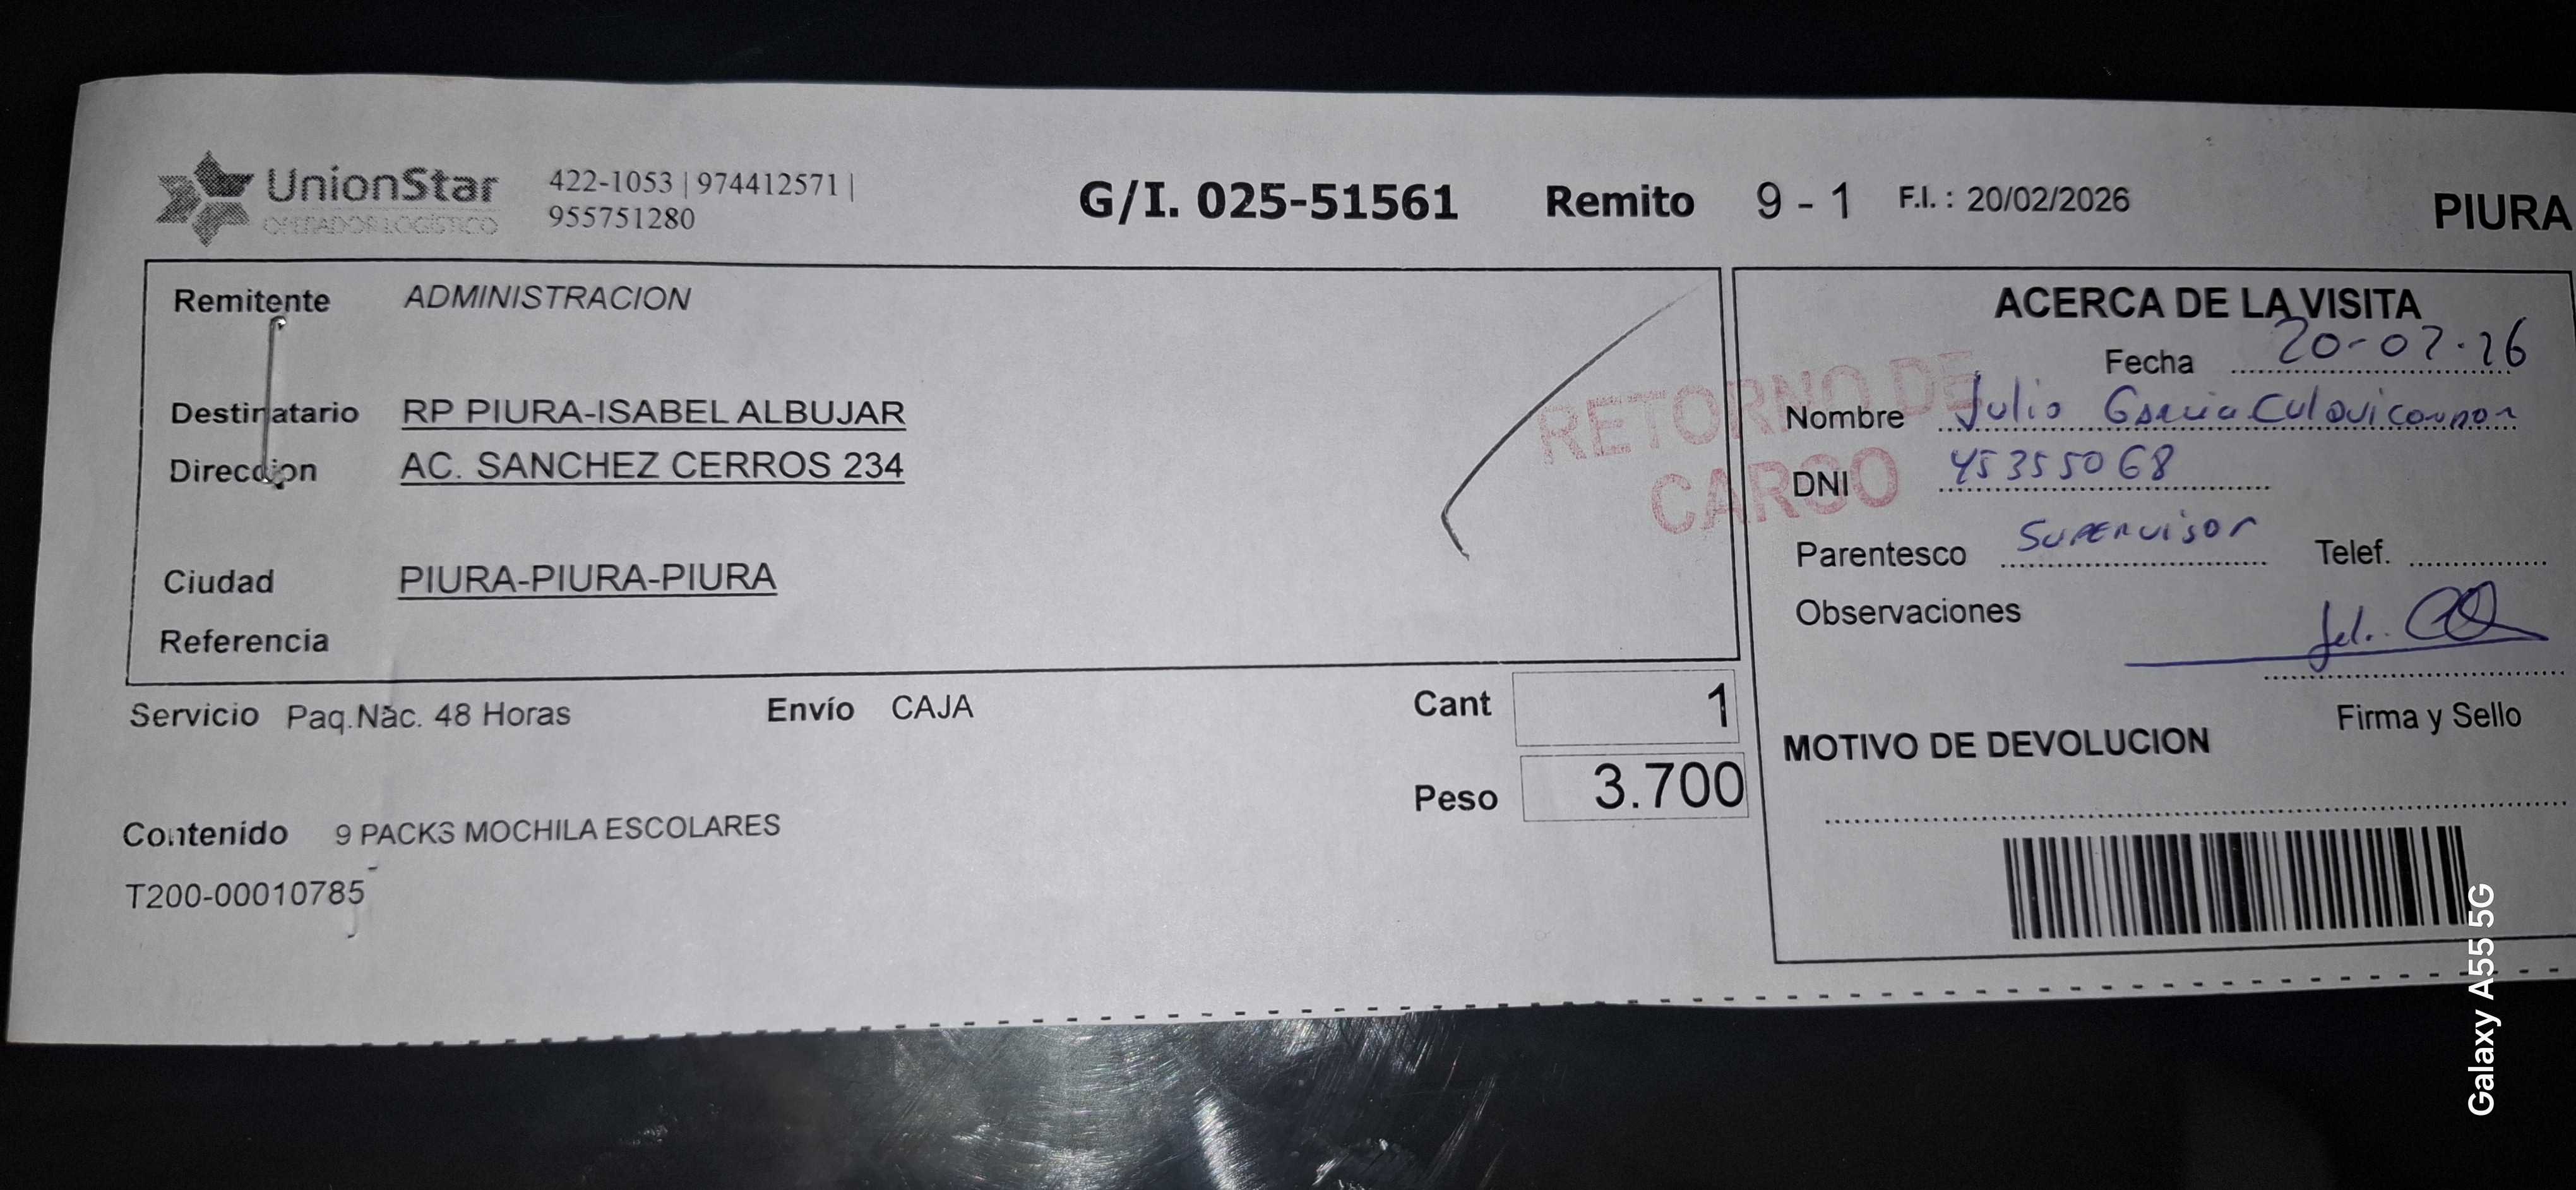 UnionStar
OPERADOR LOGÍSTICO
422-1053 | 974412571 |
955751280
G/I. 025-51561 Remito 9 - 1 F.I. : 20/02/2026
PIURA
Remitente ADMINISTRACION
Destinatario RP PIURA-ISABEL ALBUJAR
Direccion AC. SANCHEZ CERROS 234
Ciudad PIURA-PIURA-PIURA
Referencia
RETORNO DE
CARGO
Servicio Paq.Nac. 48 Horas Envío CAJA
Cant 1
Peso 3.700
Contenido 9 PACKS MOCHILA ESCOLARES
T200-00010785
ACERCA DE LA VISITA
Fecha 20-02-26
Nombre Julio Garcia
DNI 45355068
Parentesco Supervisor Telef.
Observaciones
Firma y Sello
MOTIVO DE DEVOLUCION
Galaxy A55 5G